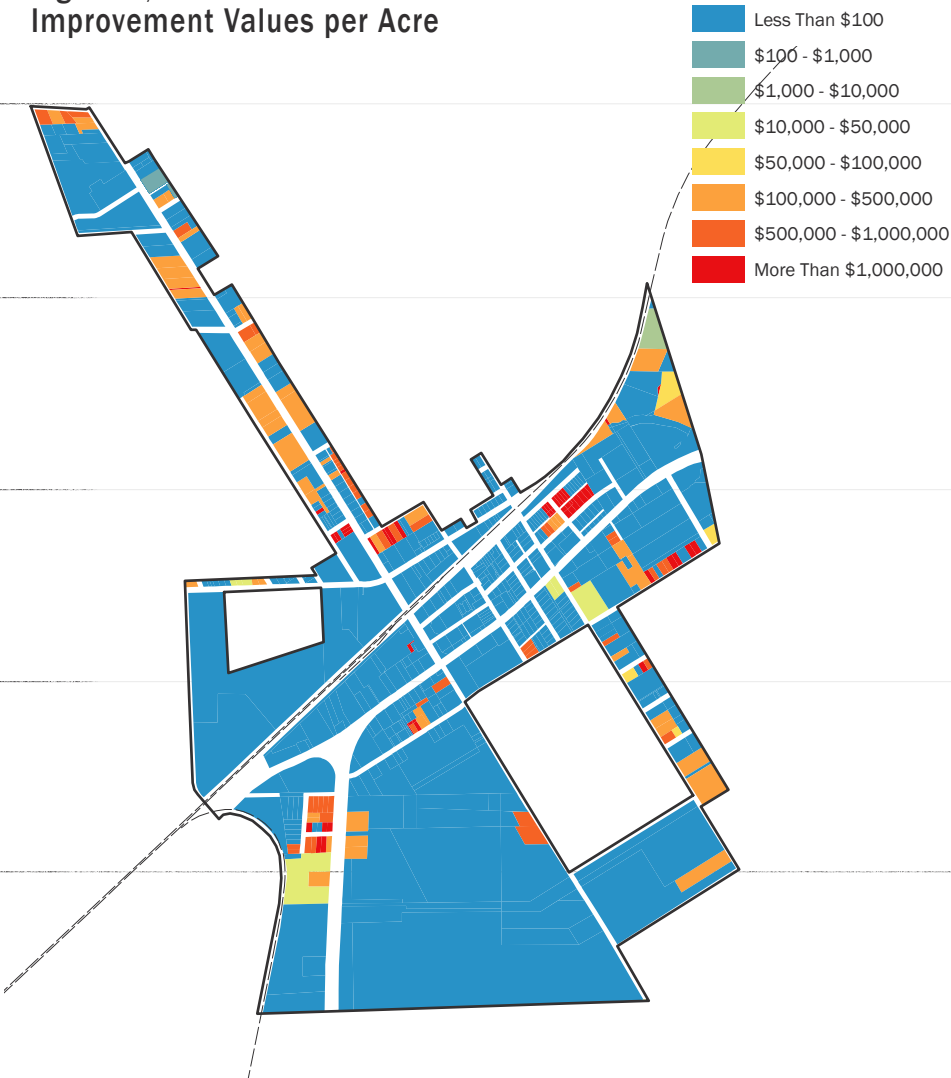 Improvement Values per Acre
Less Than $100
$100 - $1,000
$1,000 - $10,000
$10,000 - $50,000
$50,000 - $100,000
$100,000 - $500,000
$500,000 - $1,000,000
More Than $1,000,000